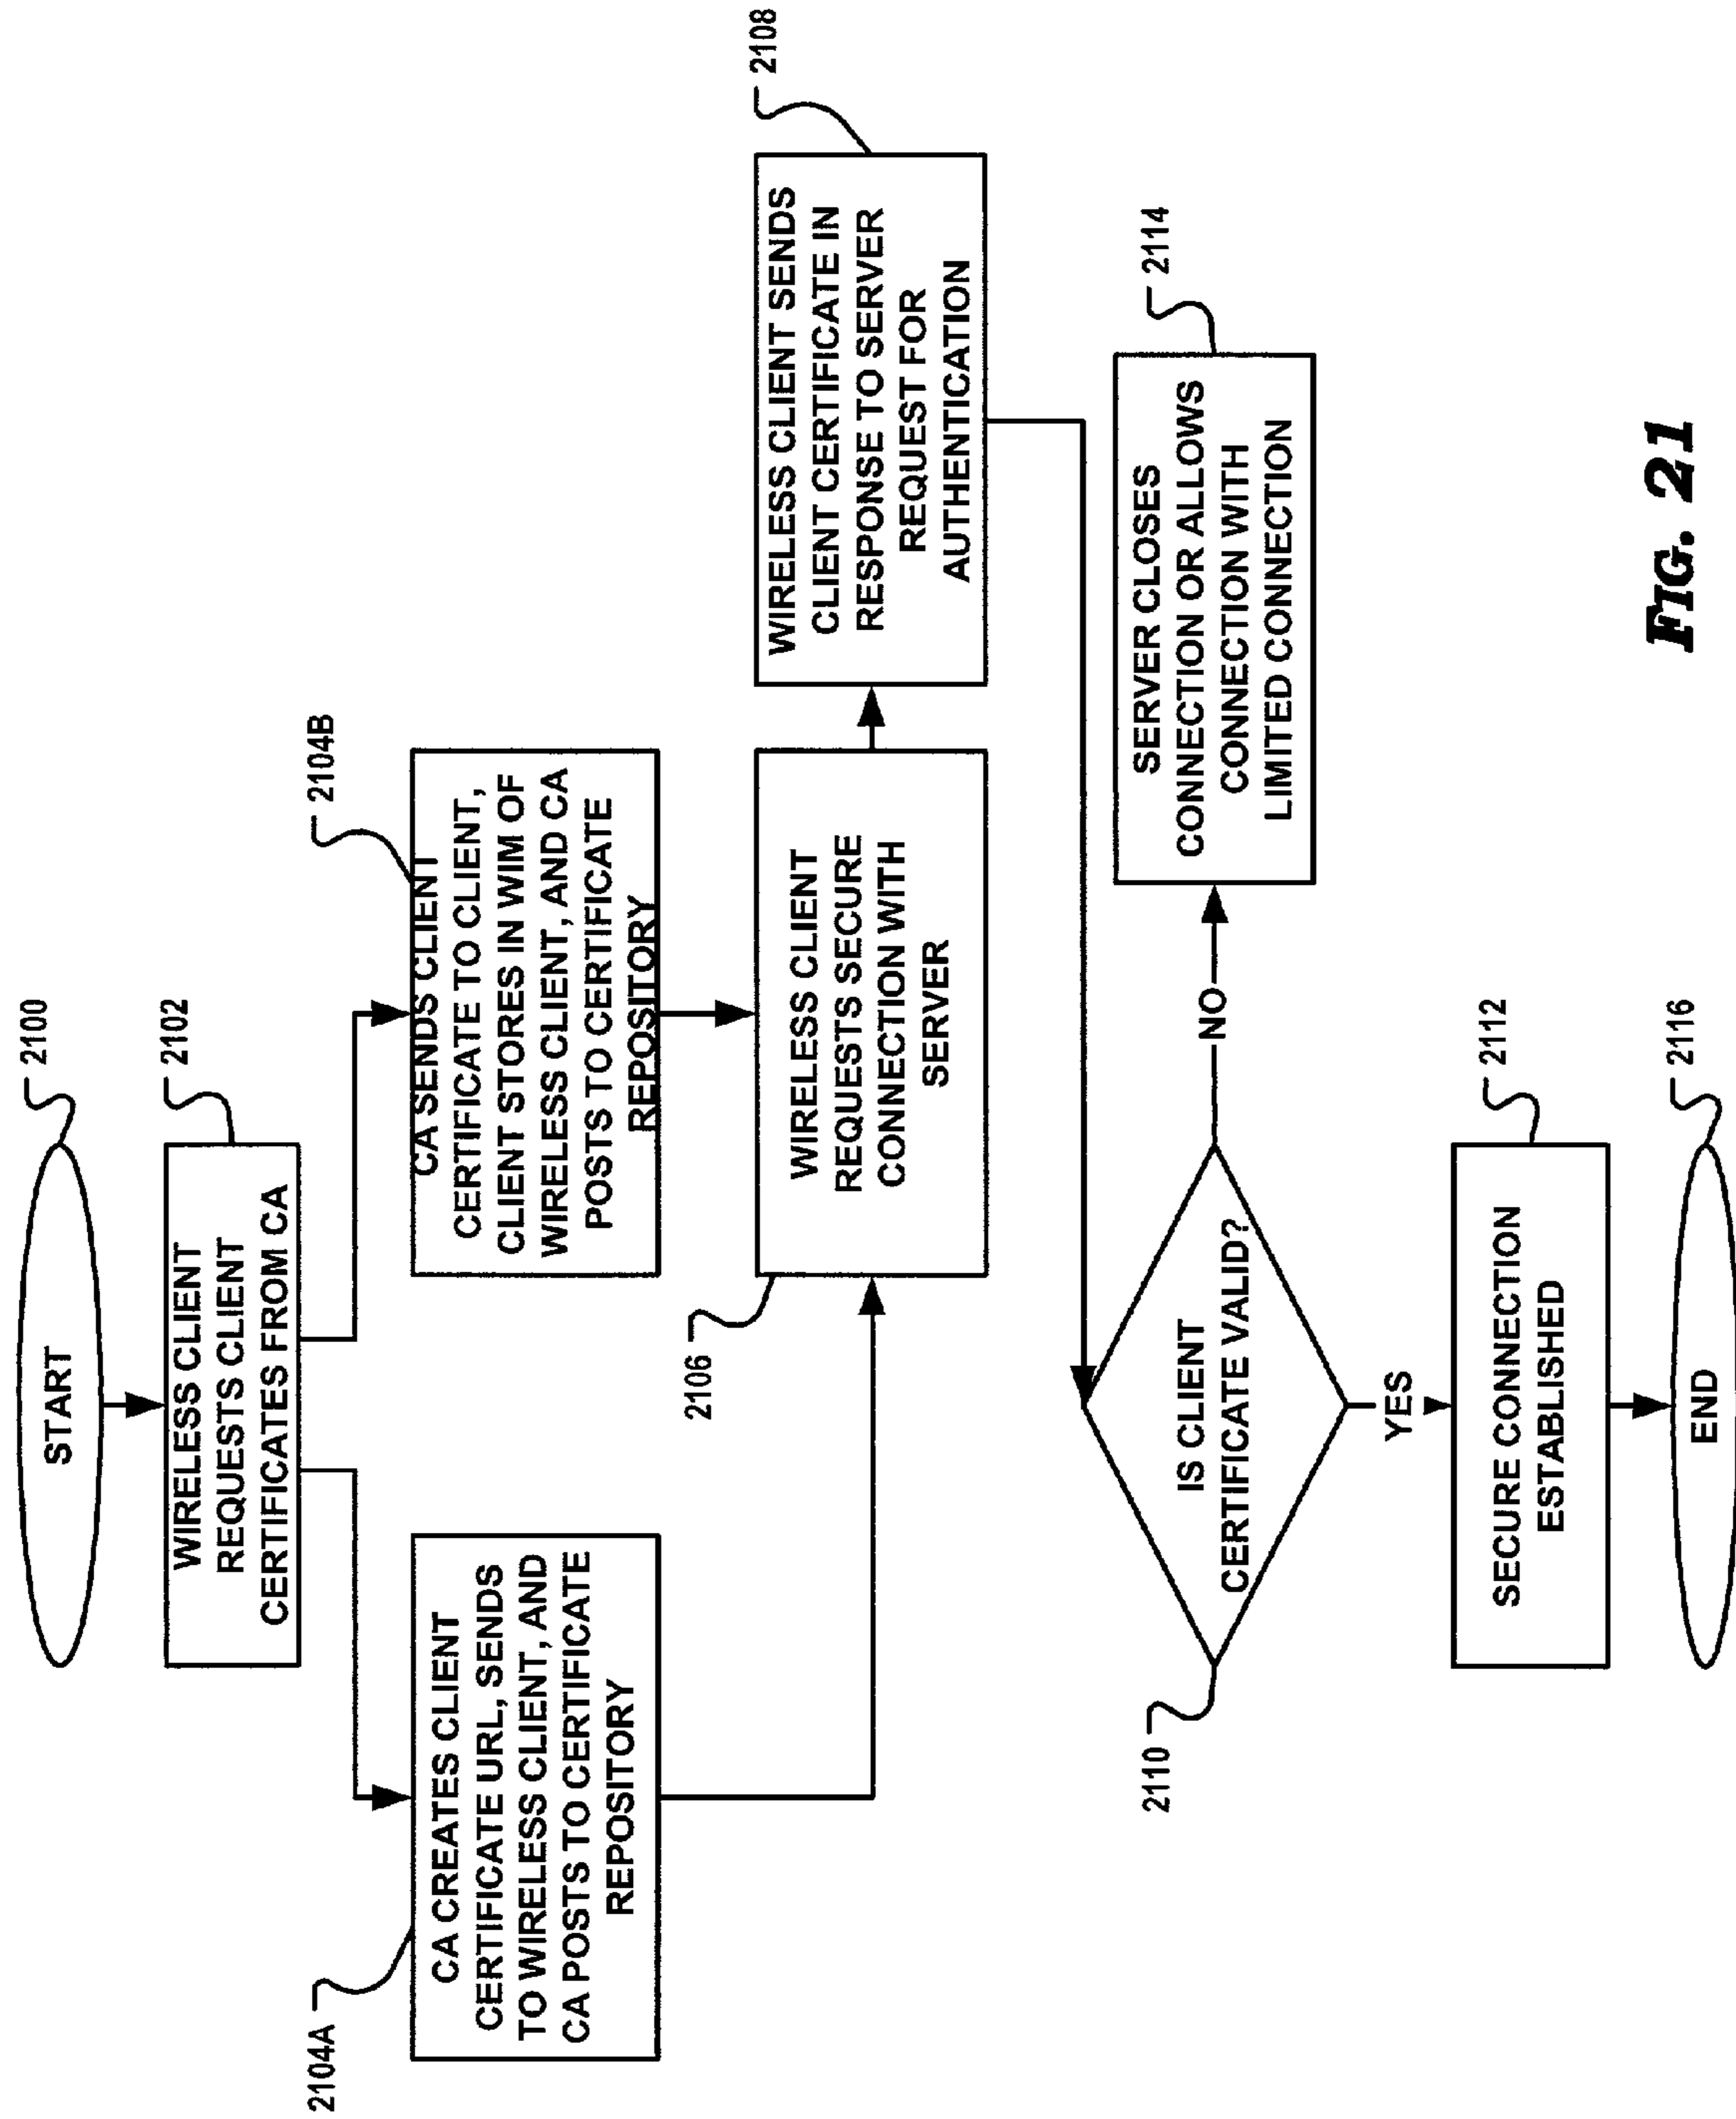 START
2100
WIRELESS CLIENT
REQUESTS CLIENT
CERTIFICATES FROM CA
2102
2104A
CA CREATES CLIENT
CERTIFICATE URL, SENDS
TO WIRELESS CLIENT, AND
CA POSTS TO CERTIFICATE
REPOSITORY
2104B
CA SENDS CLIENT
CERTIFICATE TO CLIENT,
CLIENT STORES IN WIM OF
WIRELESS CLIENT, AND CA
POSTS TO CERTIFICATE
REPOSITORY
2106
WIRELESS CLIENT
REQUESTS SECURE
CONNECTION WITH
SERVER
2108
WIRELESS CLIENT SENDS
CLIENT CERTIFICATE IN
RESPONSE TO SERVER
REQUEST FOR
AUTHENTICATION
2110
IS CLIENT
CERTIFICATE VALID?
NO
2114
SERVER CLOSES
CONNECTION OR ALLOWS
CONNECTION WITH
LIMITED CONNECTION
YES
2112
SECURE CONNECTION
ESTABLISHED
2116
END
FIG. 21